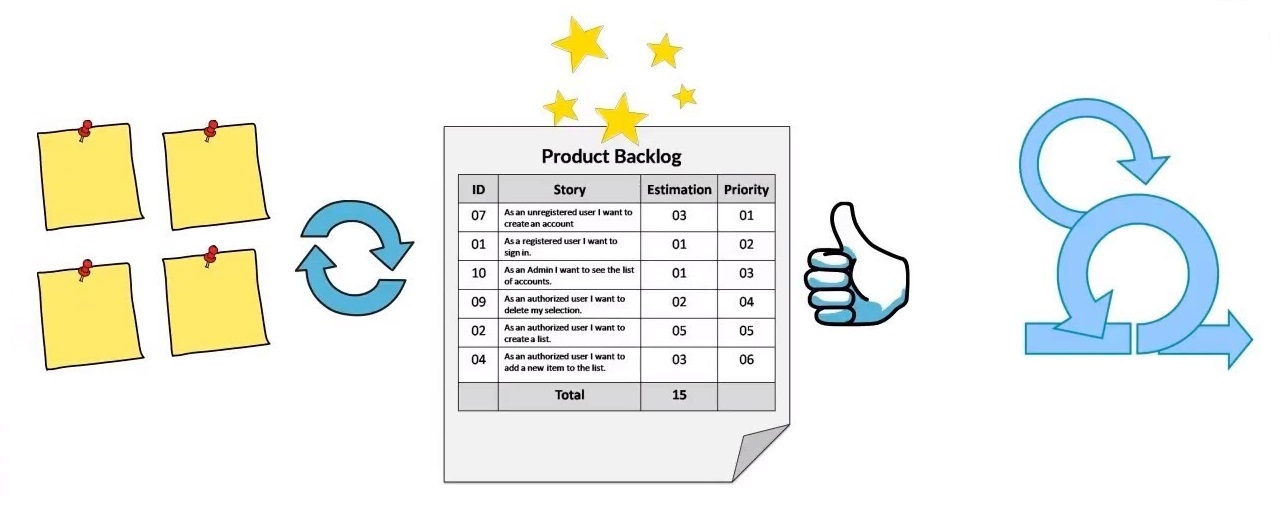 Product Backlog
ID Story Estimation Priority
07 As an unregistered user I want to 03 01
create an account
01 As a registered user I want to 01 02
sign in.
10 As an Admin I want to see the list 01 03
of accounts.
09 As an authorized user I want to 02 04
delete my selection.
02 As an authorized user I want to 05 05
create a list.
04 As an authorized user I want to 03 06
add a new item to the list.
Total 15